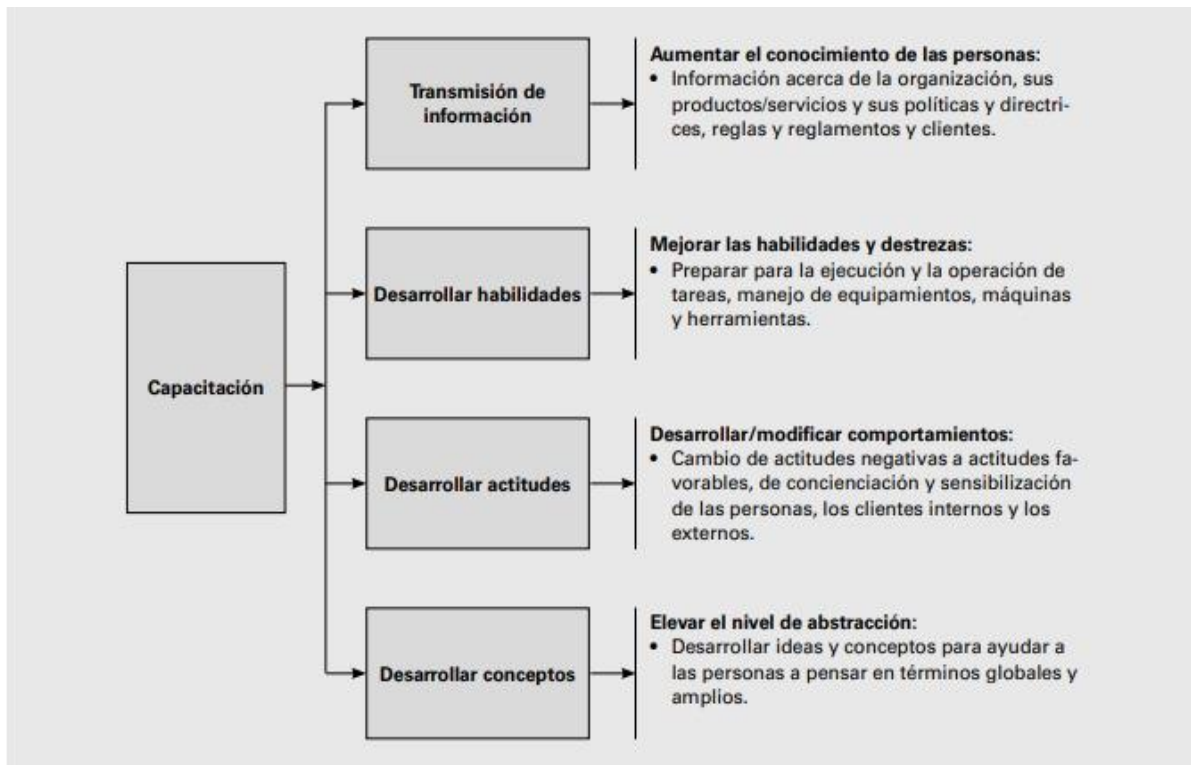 Capacitación
Transmisión de
información
Aumentar el conocimiento de las personas:
• Información acerca de la organización, sus
productos/servicios y sus políticas y directri-
ces, reglas y reglamentos y clientes.
Desarrollar habilidades
Mejorar las habilidades y destrezas:
• Preparar para la ejecución y la operación de
tareas, manejo de equipamientos, máquinas
y herramientas.
Desarrollar actitudes
Desarrollar/modificar comportamientos:
• Cambio de actitudes negativas a actitudes fa-
vorables, de concienciación y sensibilización
de las personas, los clientes internos y los
externos.
Desarrollar conceptos
Elevar el nivel de abstracción:
• Desarrollar ideas y conceptos para ayudar a
las personas a pensar en términos globales y
amplios.